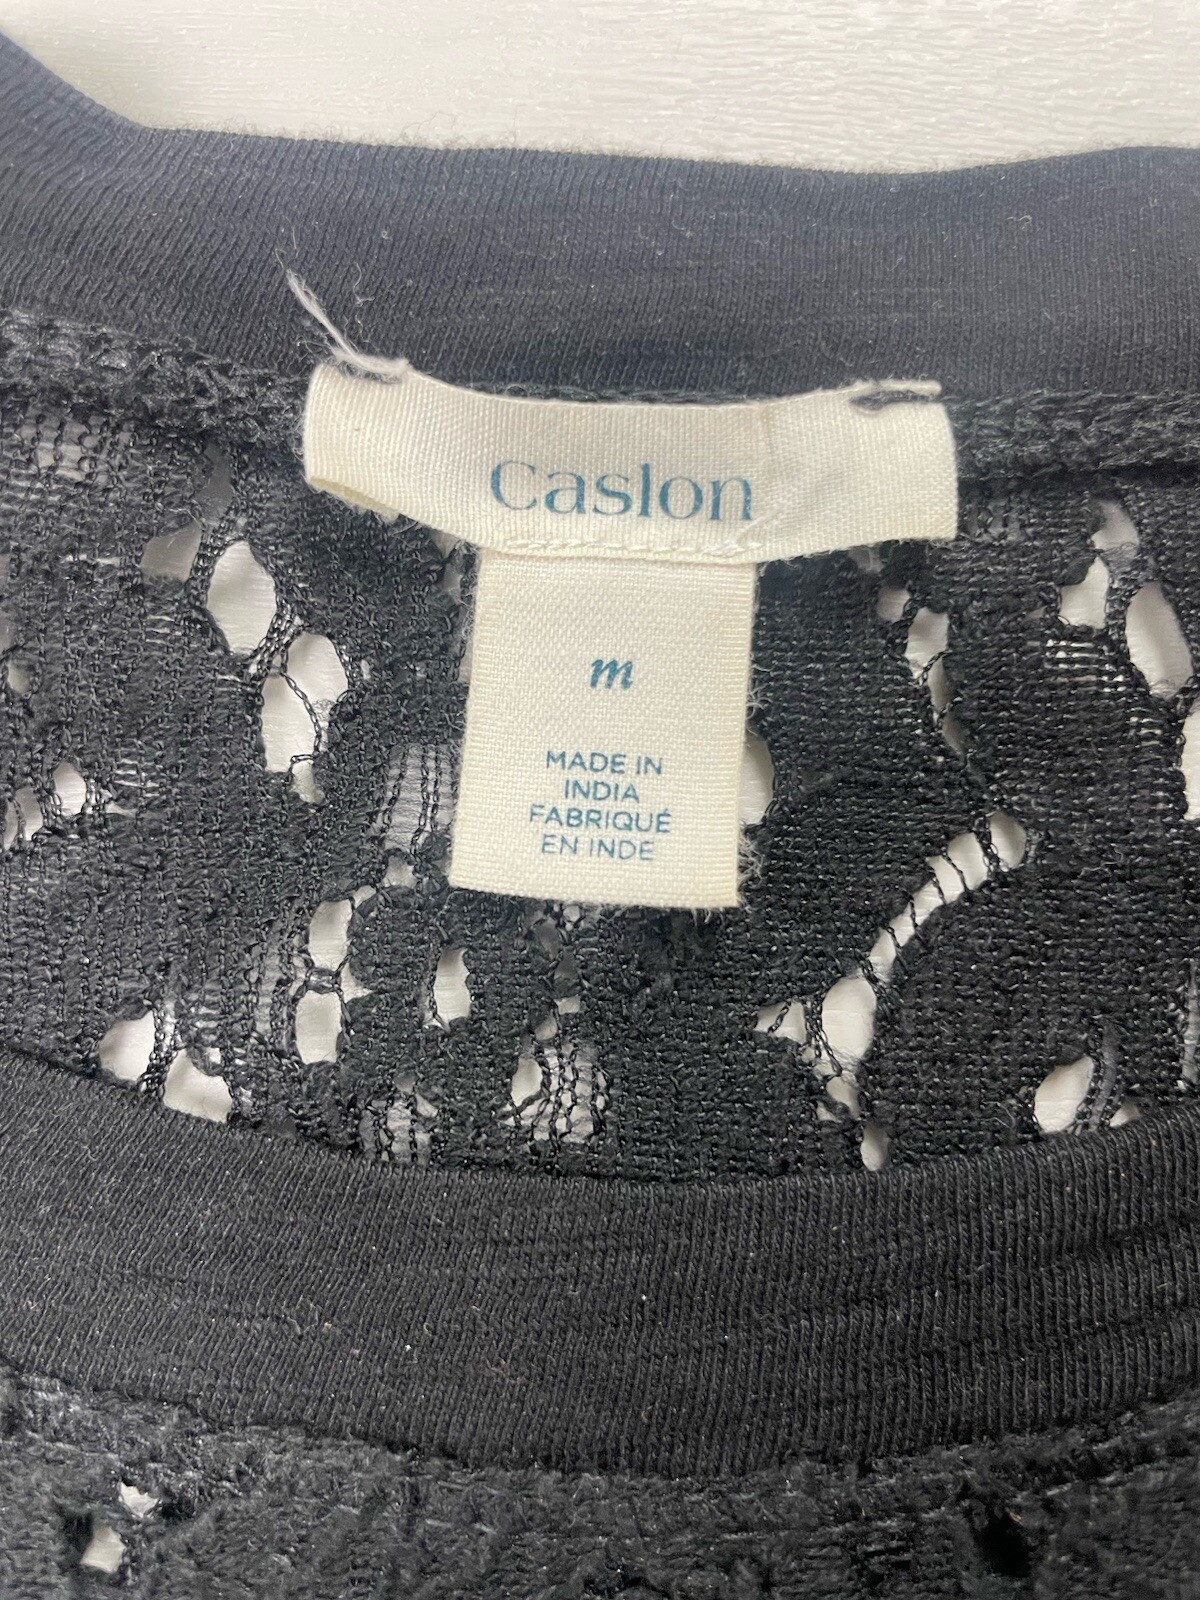 Caslon
m
MADE IN
INDIA
FABRIQUÉ
EN INDE